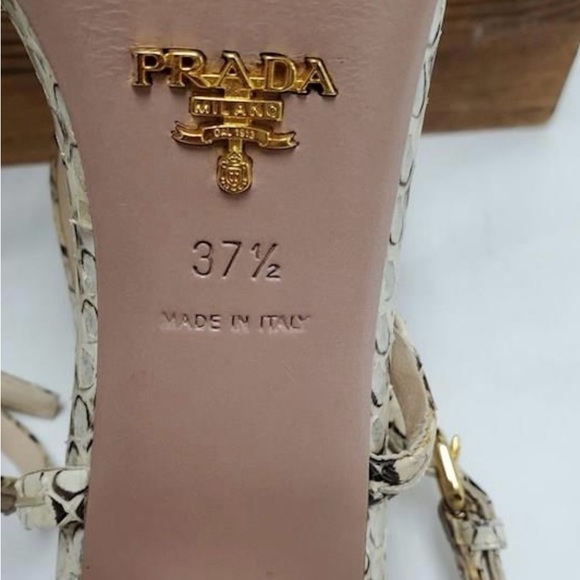 PRADA
MILANO
DAL 1913
37½
MADE IN ITALY